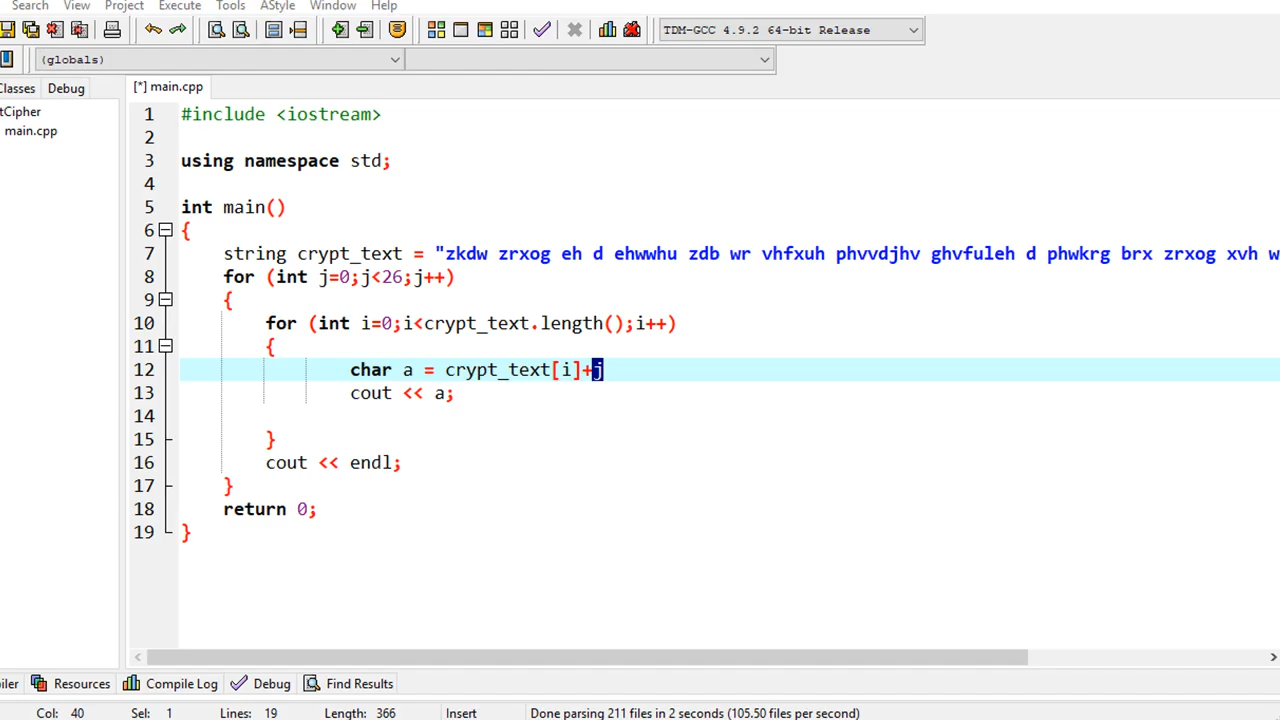 Search View Project Execute Tools AStyle Window Help
TDM-GCC 4.9.2 64-bit Release
(globals)
Classes Debug [*] main.cpp
tCipher
main.cpp
1 #include <iostream>
2
3 using namespace std;
4
5 int main()
6 {
7 string crypt_text = "zkdw zrxog eh d ehwwhu zdb wr vhfxuh phvvdjhv ghvfuleh d phwkrg brx zrxog xvh w
8 for (int j=0;j<26;j++)
9 {
10 for (int i=0;i<crypt_text.length();i++)
11 {
12 char a = crypt_text[i]+j
13 cout << a;
14
15 }
16 cout << endl;
17 }
18 return 0;
19 }
iler Resources Compile Log Debug Find Results
Col: 40 Sel: 1 Lines: 19 Length: 366 Insert Done parsing 211 files in 2 seconds (105.50 files per second)